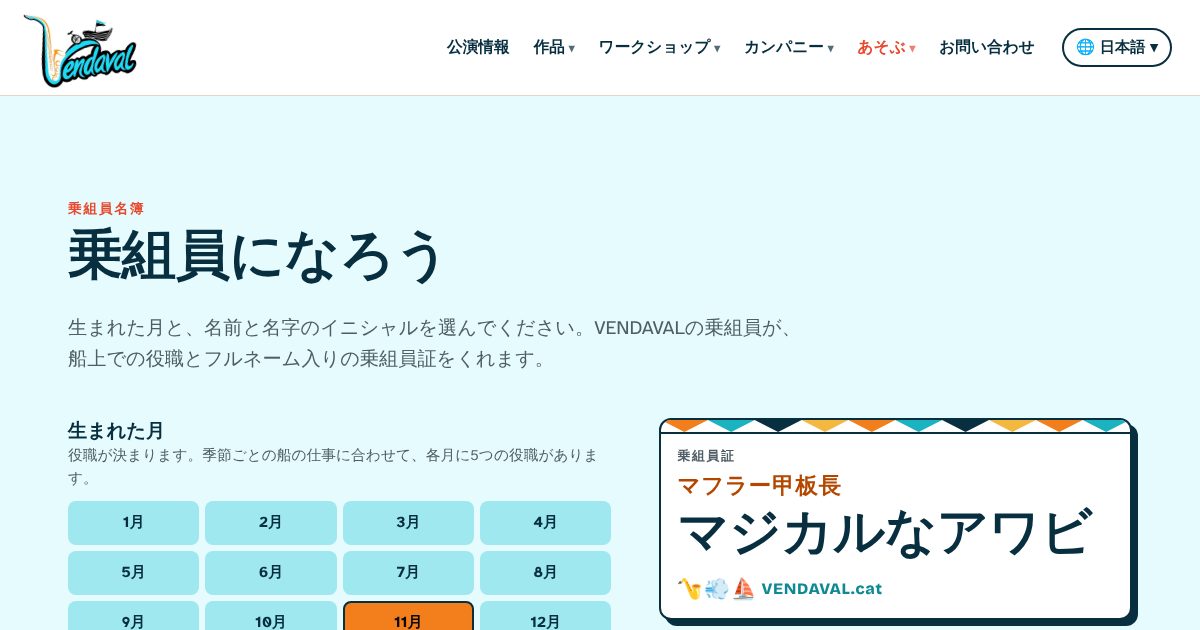 Vendaval
公演情報 作品 ▾ ワークショップ ▾ カンパニー ▾ あそぶ ▾ お問い合わせ 🌐 日本語 ▾
乗組員名簿
乗組員になろう
生まれた月と、名前と名字のイニシャルを選んでください。VENDAVALの乗組員が、
船上での役職とフルネーム入りの乗組員証をくれます。
生まれた月
役職が決まります。季節ごとの船の仕事に合わせて、各月に5つの役職がありま
す。
1月 2月 3月 4月
5月 6月 7月 8月
9月 10月 11月 12月
乗組員証
マフラー甲板長
マジカルなアワビ
🎷💨⛵ VENDAVAL.cat